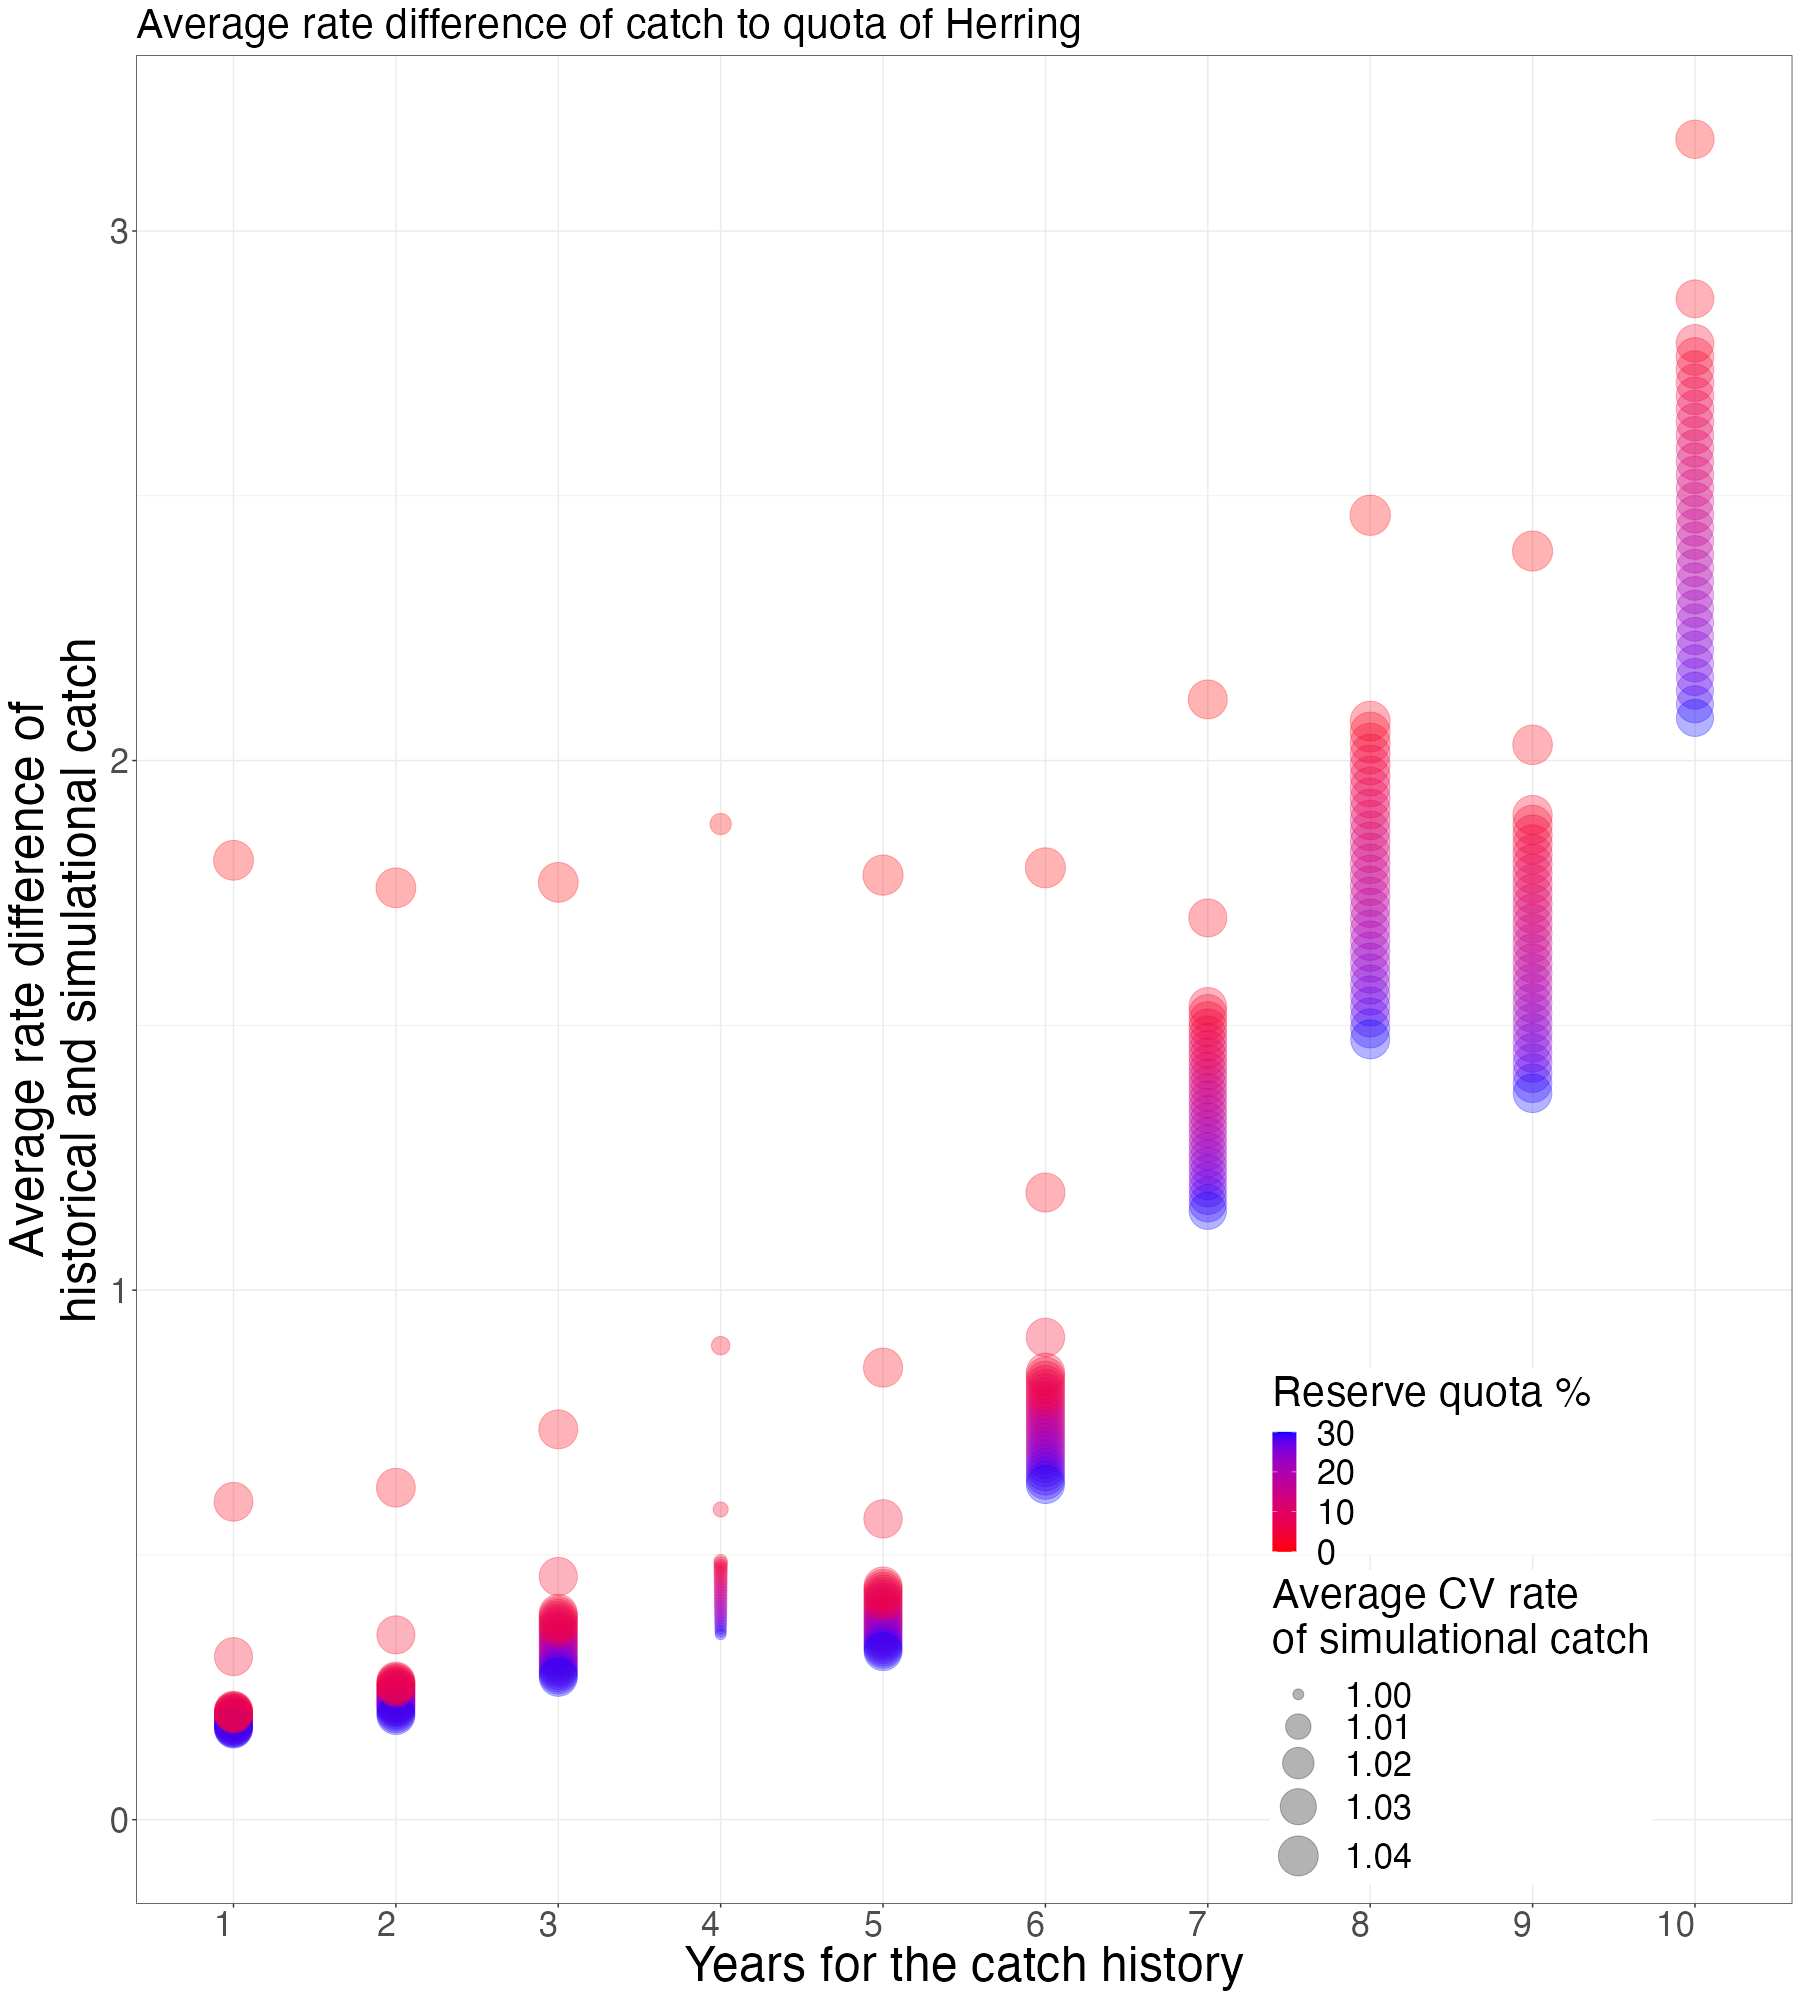 Average rate difference of catch to quota of Herring
Average rate difference of
historical and simulational catch
3
2
1
0
Reserve quota %
30
20
10
0
Average CV rate
of simulational catch
1.00
1.01
1.02
1.03
1.04
1 2 3 4 5 6 7 8 9 10
Years for the catch history